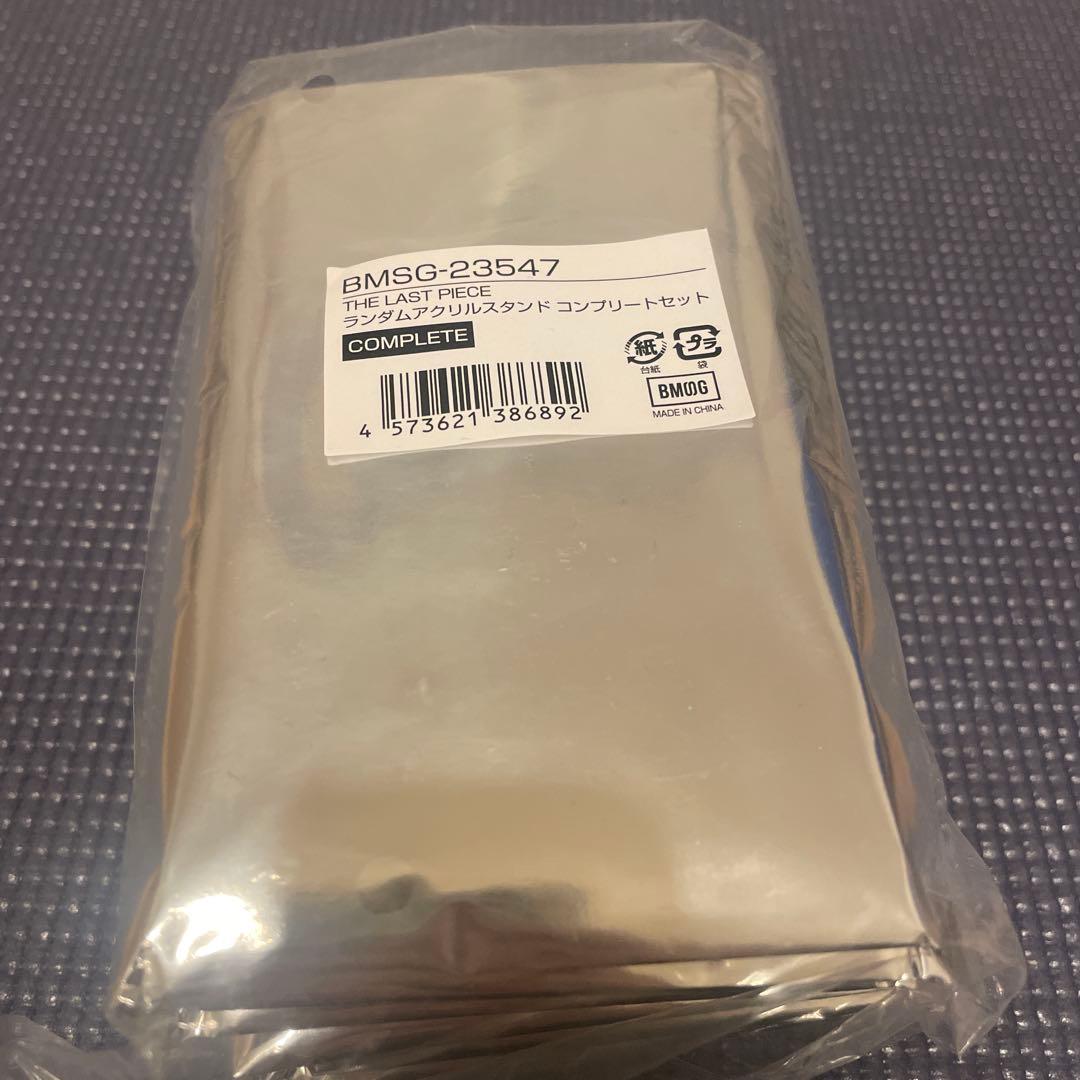 BMSG-23547
THE LAST PIECE
ランダムアクリルスタンド コンプリートセット
COMPLETE
紙
台紙
プラ
袋
BMSG
MADE IN CHINA
4 573621 386892